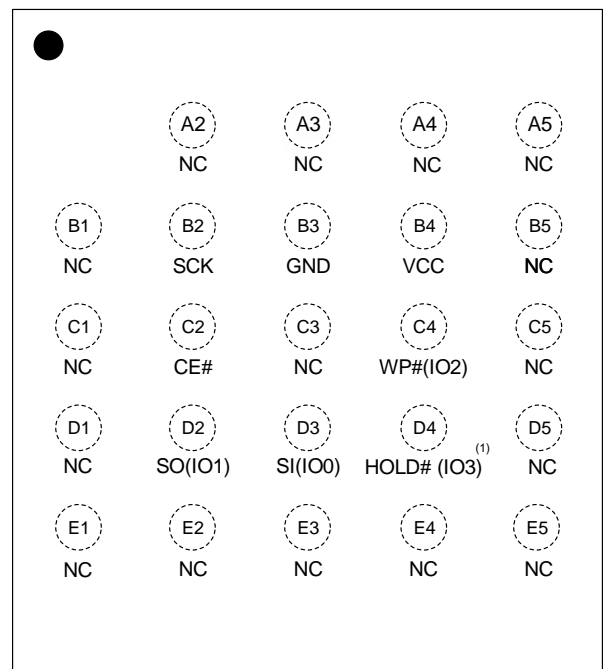 A2 A3 A4 A5
NC NC NC NC
B1 B2 B3 B4 B5
NC SCK GND VCC NC
C1 C2 C3 C4 C5
NC CE# NC WP#(IO2) NC
D1 D2 D3 D4 D5
NC SO(IO1) SI(IO0) HOLD# (IO3)(1) NC
E1 E2 E3 E4 E5
NC NC NC NC NC